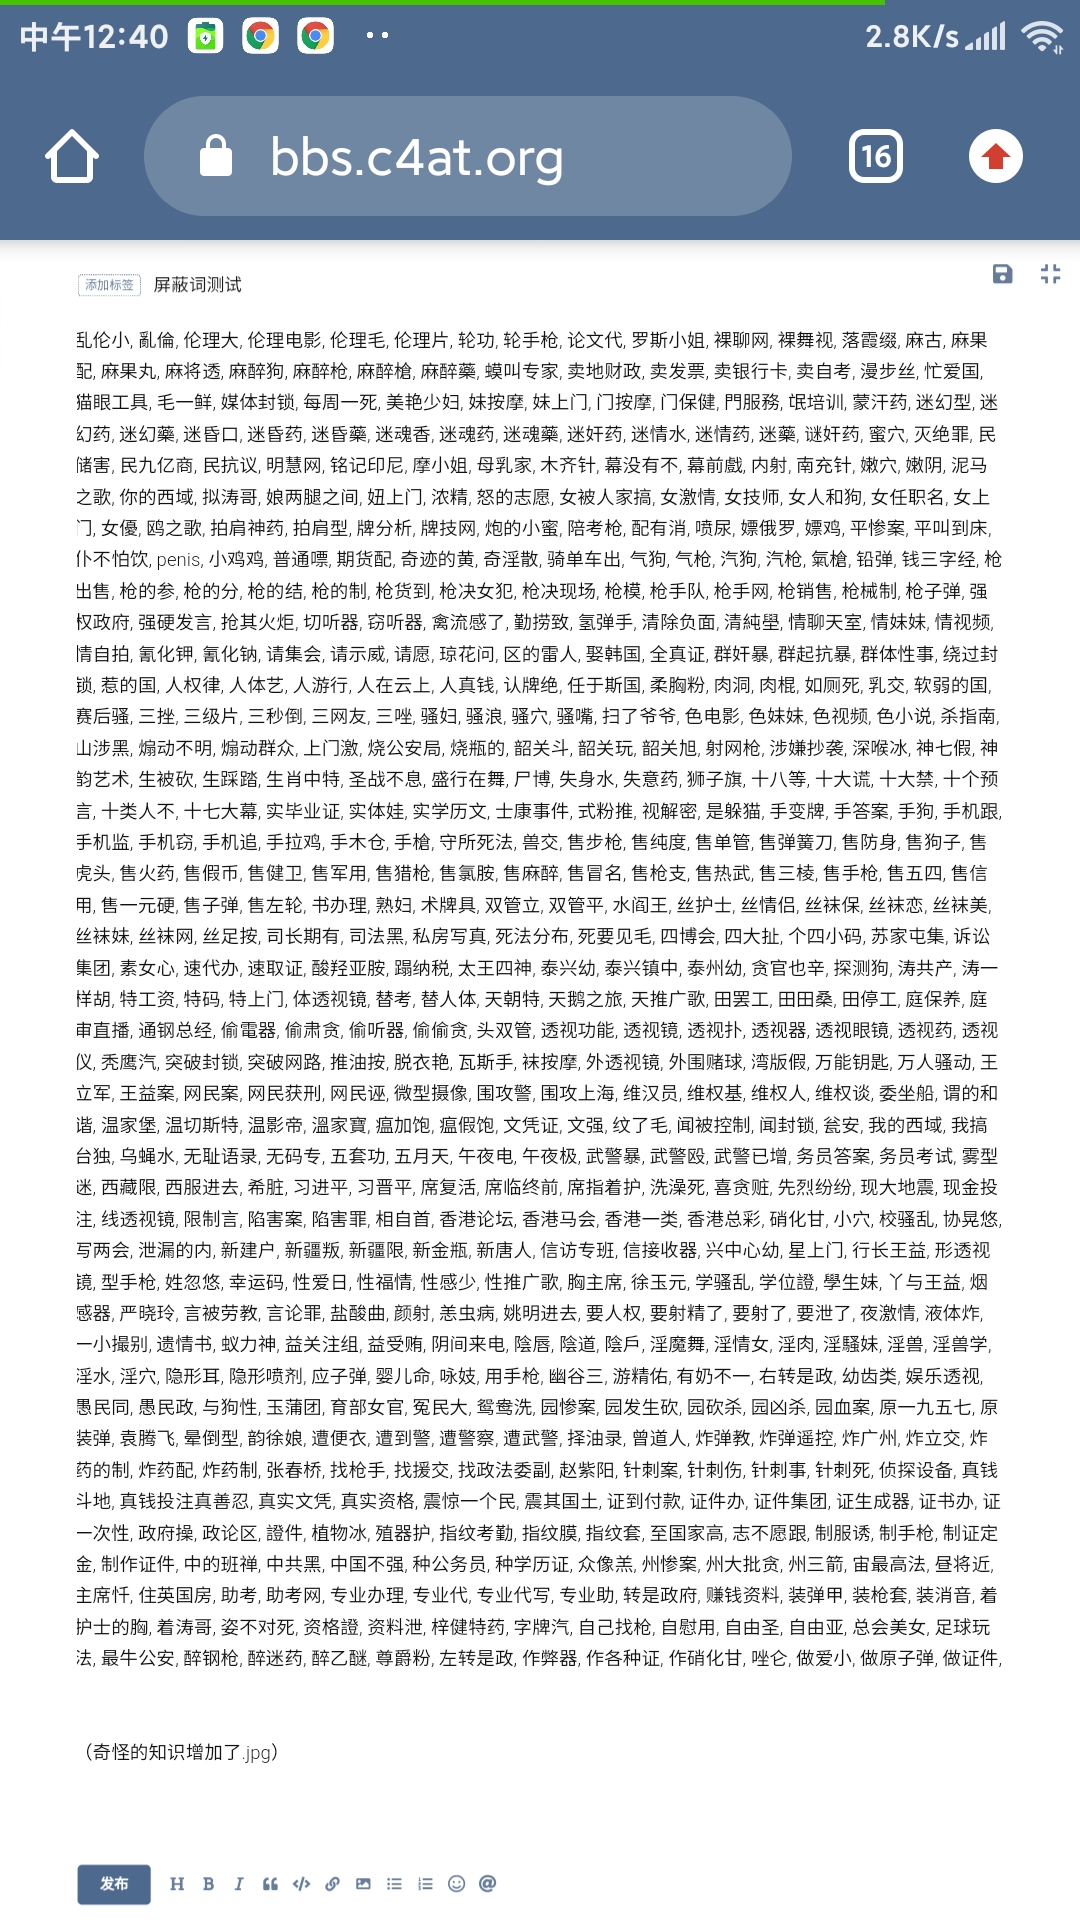 中午12:40
2.8K/s
bbs.c4at.org
16
添加标签 屏蔽词测试
乱伦小, 亂倫, 伦理大, 伦理电影, 伦理毛, 伦理片, 轮功, 轮手枪, 论文代, 罗斯小姐, 裸聊网, 裸舞视, 落霞缀, 麻古, 麻果
配, 麻果丸, 麻将透, 麻醉狗, 麻醉枪, 麻醉槍, 麻醉藥, 蟆叫专家, 卖地财政, 卖发票, 卖银行卡, 卖自考, 漫步丝, 忙爱国,
猫眼工具, 毛一鲜, 媒体封锁, 每周一死, 美艳少妇, 妹按摩, 妹上门, 门按摩, 门保健, 門服務, 氓培训, 蒙汗药, 迷幻型, 迷
幻药, 迷幻藥, 迷昏口, 迷昏药, 迷昏藥, 迷魂香, 迷魂药, 迷魂藥, 迷奸药, 迷情水, 迷情药, 迷藥, 谜奸药, 蜜穴, 灭绝罪, 民
储害, 民九亿商, 民抗议, 明慧网, 铭记印尼, 摩小姐, 母乳家, 木齐针, 幕没有不, 幕前戲, 内射, 南充针, 嫩穴, 嫩阴, 泥马
之歌, 你的西域, 拟涛哥, 娘两腿之间, 妞上门, 浓精, 怒的志愿, 女被人家搞, 女激情, 女技师, 女人和狗, 女任职名, 女上
门, 女優, 鸥之歌, 拍肩神药, 拍肩型, 牌分析, 牌技网, 炮的小蜜, 陪考枪, 配有消, 喷尿, 嫖俄罗, 嫖鸡, 平惨案, 平叫到床,
仆不怕饮, penis, 小鸡鸡, 普通嘌, 期货配, 奇迹的黄, 奇淫散, 骑单车出, 气狗, 气枪, 汽狗, 汽枪, 氣槍, 铅弹, 钱三字经, 枪
出售, 枪的参, 枪的分, 枪的结, 枪的制, 枪货到, 枪决女犯, 枪决现场, 枪模, 枪手队, 枪手网, 枪销售, 枪械制, 枪子弹, 强
权政府, 强硬发言, 抢其火炬, 切听器, 窃听器, 禽流感了, 勤捞致, 氢弹手, 清除负面, 清純壆, 情聊天室, 情妹妹, 情视频,
情自拍, 氰化钾, 氰化钠, 请集会, 请示威, 请愿, 琼花问, 区的雷人, 娶韩国, 全真证, 群奸暴, 群起抗暴, 群体性事, 绕过封
锁, 惹的国, 人权律, 人体艺, 人游行, 人在云上, 人真钱, 认牌绝, 任于斯国, 柔胸粉, 肉洞, 肉棍, 如厕死, 乳交, 软弱的国,
赛后骚, 三挫, 三级片, 三秒倒, 三网友, 三唑, 骚妇, 骚浪, 骚穴, 骚嘴, 扫了爷爷, 色电影, 色妹妹, 色视频, 色小说, 杀指南,
山涉黑, 煽动不明, 煽动群众, 上门激, 烧公安局, 烧瓶的, 韶关斗, 韶关玩, 韶关旭, 射网枪, 涉嫌抄袭, 深喉冰, 神七假, 神
韵艺术, 生被砍, 生踩踏, 生肖中特, 圣战不息, 盛行在舞, 尸博, 失身水, 失意药, 狮子旗, 十八等, 十大谎, 十大禁, 十个预
言, 十类人不, 十七大幕, 实毕业证, 实体娃, 实学历文, 士康事件, 式粉推, 视解密, 是躲猫, 手变牌, 手答案, 手狗, 手机跟,
手机监, 手机窃, 手机追, 手拉鸡, 手木仓, 手槍, 守所死法, 兽交, 售步枪, 售纯度, 售单管, 售弹簧刀, 售防身, 售狗子, 售
虎头, 售火药, 售假币, 售健卫, 售军用, 售猎枪, 售氯胺, 售麻醉, 售冒名, 售枪支, 售热武, 售三棱, 售手枪, 售五四, 售信
用, 售一元硬, 售子弹, 售左轮, 书办理, 熟妇, 术牌具, 双管立, 双管平, 水阎王, 丝护士, 丝情侣, 丝袜保, 丝袜恋, 丝袜美,
丝袜妹, 丝袜网, 丝足按, 司长期有, 司法黑, 私房写真, 死法分布, 死要见毛, 四博会, 四大扯, 个四小码, 苏家屯集, 诉讼
集团, 素女心, 速代办, 速取证, 酸羟亚胺, 蹋纳税, 太王四神, 泰兴幼, 泰兴镇中, 泰州幼, 贪官也辛, 探测狗, 涛共产, 涛一
样胡, 特工资, 特码, 特上门, 体透视镜, 替考, 替人体, 天朝特, 天鹅之旅, 天推广歌, 田罢工, 田田桑, 田停工, 庭保养, 庭
审直播, 通钢总经, 偷電器, 偷肃贪, 偷听器, 偷偷贪, 头双管, 透视功能, 透视镜, 透视扑, 透视器, 透视眼镜, 透视药, 透视
仪, 秃鹰汽, 突破封锁, 突破网路, 推油按, 脱衣艳, 瓦斯手, 袜按摩, 外透视镜, 外围赌球, 湾版假, 万能钥匙, 万人骚动, 王
立军, 王益案, 网民案, 网民获刑, 网民诬, 微型摄像, 围攻警, 围攻上海, 维汉员, 维权基, 维权人, 维权谈, 委坐船, 谓的和
谐, 温家堡, 温切斯特, 温影帝, 溫家寶, 瘟加饱, 瘟假饱, 文凭证, 文强, 纹了毛, 闻被控制, 闻封锁, 瓮安, 我的西域, 我搞
台独, 乌蝇水, 无耻语录, 无码专, 五套功, 五月天, 午夜电, 午夜极, 武警暴, 武警殴, 武警已增, 务员答案, 务员考试, 雾型
迷, 西藏限, 西服进去, 希脏, 习进平, 习晋平, 席复活, 席临终前, 席指着护, 洗澡死, 喜贪赃, 先烈纷纷, 现大地震, 现金投
注, 线透视镜, 限制言, 陷害案, 陷害罪, 相自首, 香港论坛, 香港马会, 香港一类, 香港总彩, 硝化甘, 小穴, 校骚乱, 协晃悠,
写两会, 泄漏的内, 新建户, 新疆叛, 新疆限, 新金瓶, 新唐人, 信访专班, 信接收器, 兴中心幼, 星上门, 行长王益, 形透视
镜, 型手枪, 姓忽悠, 幸运码, 性爱日, 性福情, 性感少, 性推广歌, 胸主席, 徐玉元, 学骚乱, 学位證, 學生妹, 丫与王益, 烟
感器, 严晓玲, 言被劳教, 言论罪, 盐酸曲, 颜射, 恙虫病, 姚明进去, 要人权, 要射精了, 要射了, 要泄了, 夜激情, 液体炸,
一小撮别, 遗情书, 蚁力神, 益关注组, 益受贿, 阴间来电, 陰唇, 陰道, 陰戶, 淫魔舞, 淫情女, 淫肉, 淫騷妹, 淫兽, 淫兽学,
淫水, 淫穴, 隐形耳, 隐形喷剂, 应子弹, 婴儿命, 咏妓, 用手枪, 幽谷三, 游精佑, 有奶不一, 右转是政, 幼齿类, 娱乐透视,
愚民同, 愚民政, 与狗性, 玉蒲团, 育部女官, 冤民大, 鸳鸯洗, 园惨案, 园发生砍, 园砍杀, 园凶杀, 园血案, 原一九五七, 原
装弹, 袁腾飞, 晕倒型, 韵徐娘, 遭便衣, 遭到警, 遭警察, 遭武警, 择油录, 曾道人, 炸弹教, 炸弹遥控, 炸广州, 炸立交, 炸
药的制, 炸药配, 炸药制, 张春桥, 找枪手, 找援交, 找政法委副, 赵紫阳, 针刺案, 针刺伤, 针刺事, 针刺死, 侦探设备, 真钱
斗地, 真钱投注真善忍, 真实文凭, 真实资格, 震惊一个民, 震其国土, 证到付款, 证件办, 证件集团, 证生成器, 证书办, 证
一次性, 政府操, 政论区, 證件, 植物冰, 殖器护, 指纹考勤, 指纹膜, 指纹套, 至国家高, 志不愿跟, 制服诱, 制手枪, 制证定
金, 制作证件, 中的班禅, 中共黑, 中国不强, 种公务员, 种学历证, 众像羔, 州惨案, 州大批贪, 州三箭, 宙最高法, 昼将近,
主席忏, 住英国房, 助考, 助考网, 专业办理, 专业代, 专业代写, 专业助, 转是政府, 赚钱资料, 装弹甲, 装枪套, 装消音, 着
护士的胸, 着涛哥, 姿不对死, 资格證, 资料泄, 梓健特药, 字牌汽, 自己找枪, 自慰用, 自由圣, 自由亚, 总会美女, 足球玩
法, 最牛公安, 醉钢枪, 醉迷药, 醉乙醚, 尊爵粉, 左转是政, 作弊器, 作各种证, 作硝化甘, 唑仑, 做爱小, 做原子弹, 做证件,
（奇怪的知识增加了.jpg）
发布 H B I